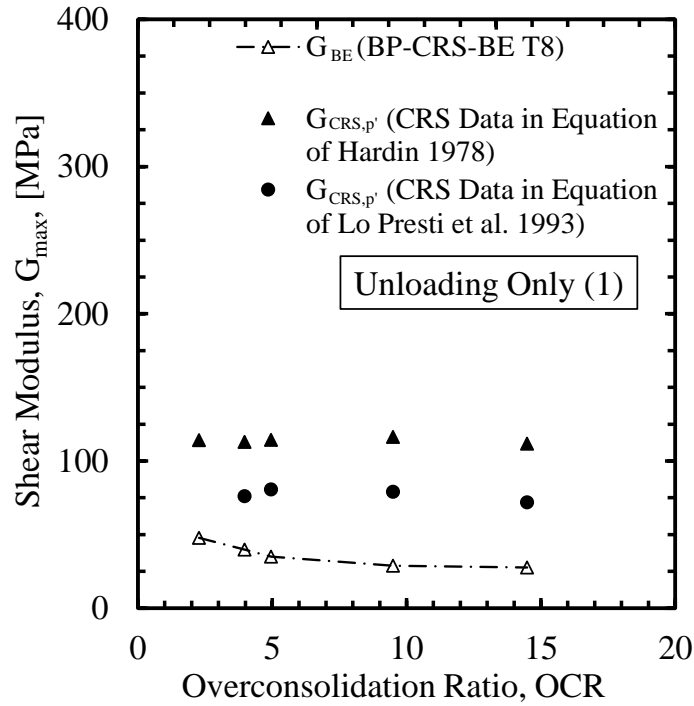 400
G_BE (BP-CRS-BE T8)
G_CRS,p' (CRS Data in Equation
of Hardin 1978)
300
G_CRS,p' (CRS Data in Equation
of Lo Presti et al. 1993)
Unloading Only (1)
200
100
0
Shear Modulus, G_max, [MPa]
0 5 10 15 20
Overconsolidation Ratio, OCR